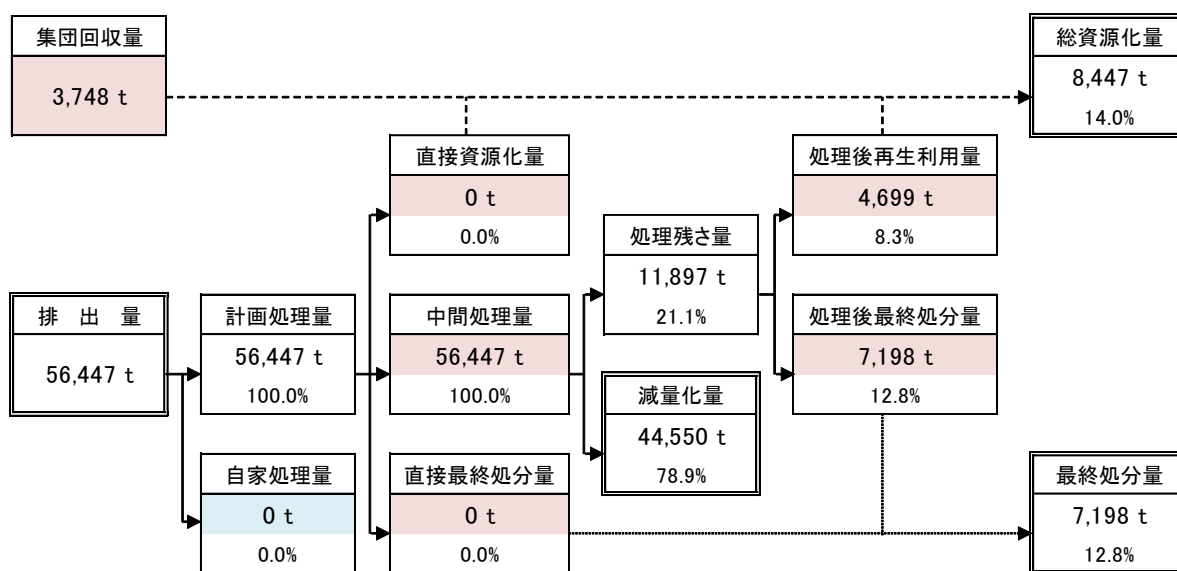 集団回収量
3,748 t
総資源化量
8,447 t
14.0%
直接資源化量
0 t
0.0%
処理後再生利用量
4,699 t
8.3%
処理残さ量
11,897 t
21.1%
排 出 量
56,447 t
計画処理量
56,447 t
100.0%
中間処理量
56,447 t
100.0%
処理後最終処分量
7,198 t
12.8%
減量化量
44,550 t
78.9%
自家処理量
0 t
0.0%
直接最終処分量
0 t
0.0%
最終処分量
7,198 t
12.8%